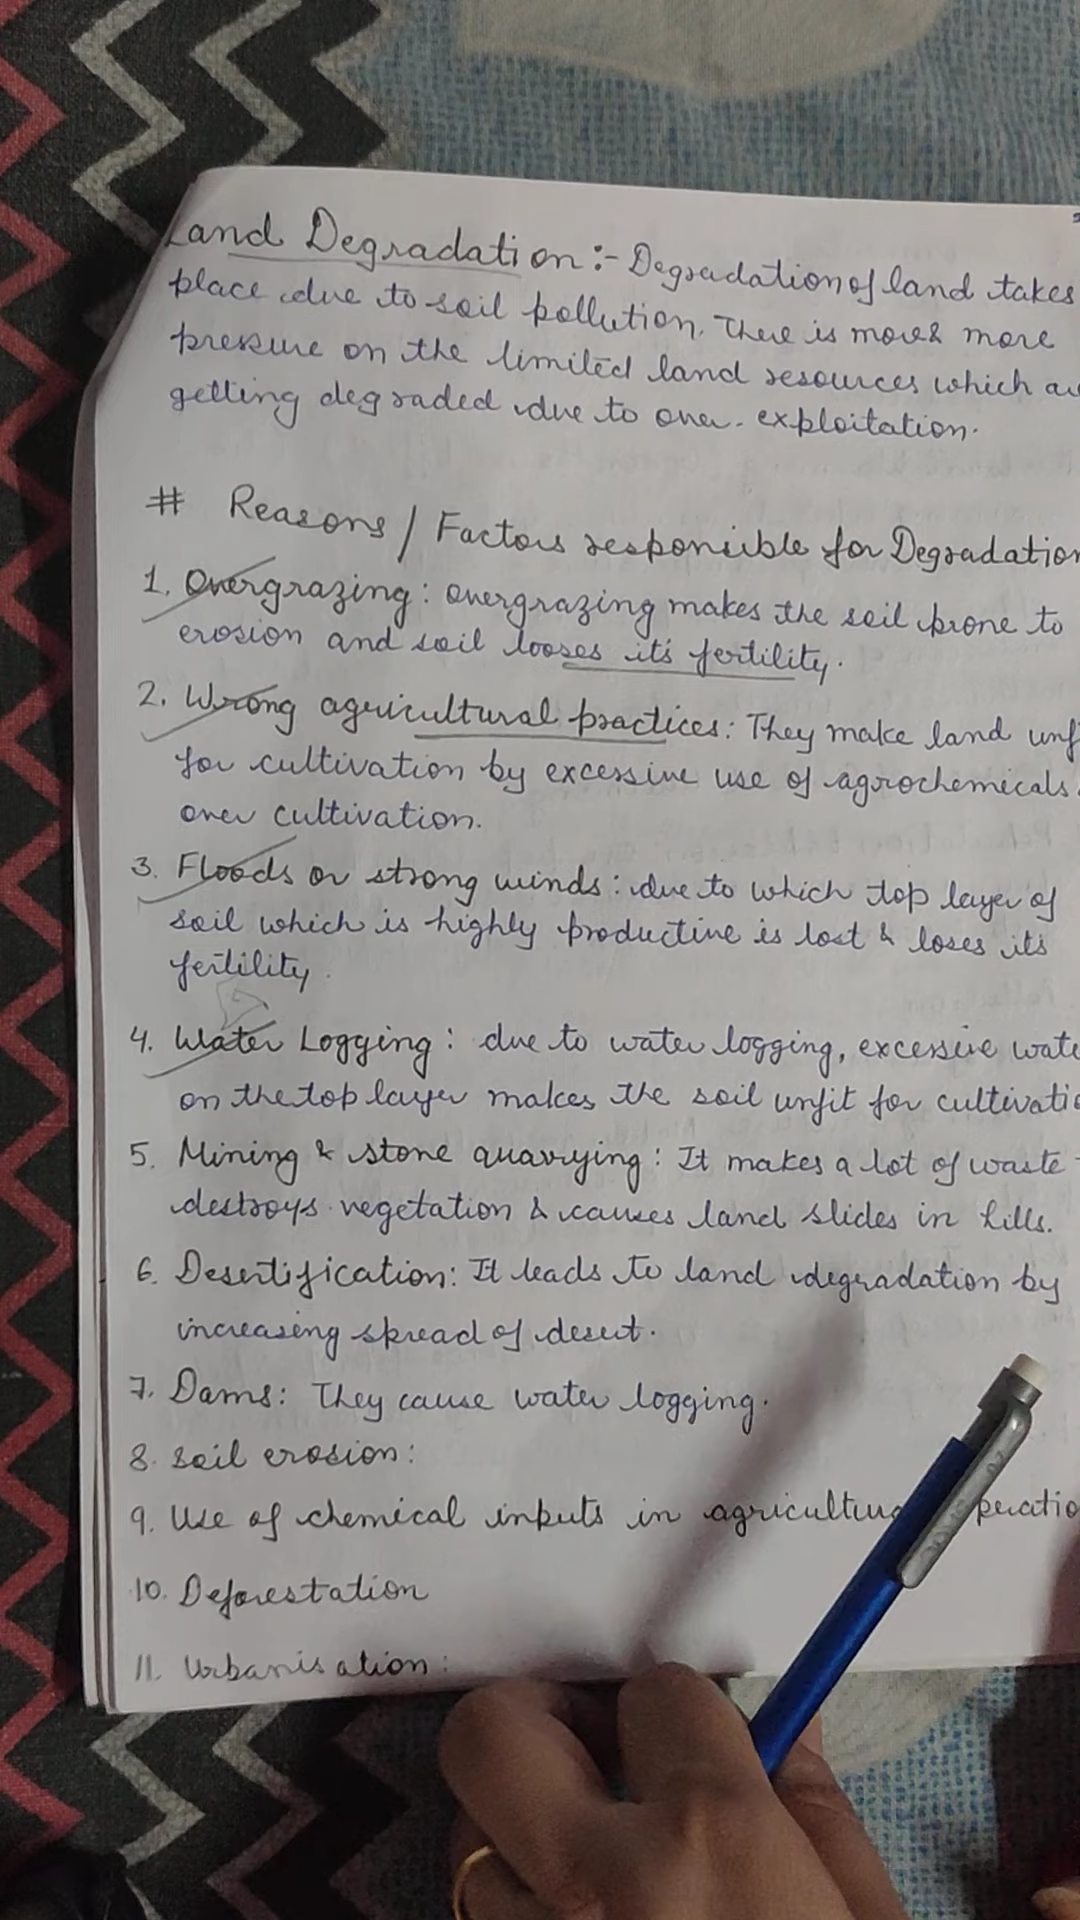 Land Degradation :- Degradation of land takes
place due to soil pollution. There is more & more
pressure on the limited land resources which a
getting degraded due to over-exploitation.
# Reasons / Factors responsible for Degradation
1. Overgrazing : overgrazing makes the soil prone to
erosion and soil looses it's fertility.
2. Wrong agricultural practices : They make land unf
for cultivation by excessive use of agrochemicals
over cultivation.
3. Floods or strong winds : due to which top layer of
soil which is highly productive is lost & loses it's
fertility.
4. Water Logging : due to water logging, excessive wate
on the top layer makes the soil unfit for cultivatio
5. Mining & stone quarrying : It makes a lot of waste
destroys vegetation & causes land slides in hills.
6. Desertification : It leads to land degradation by
increasing spread of desert.
7. Dams : They cause water logging.
8. Soil erosion :
9. Use of chemical inputs in agricultu
10. Deforestation
11. Urbanisation :